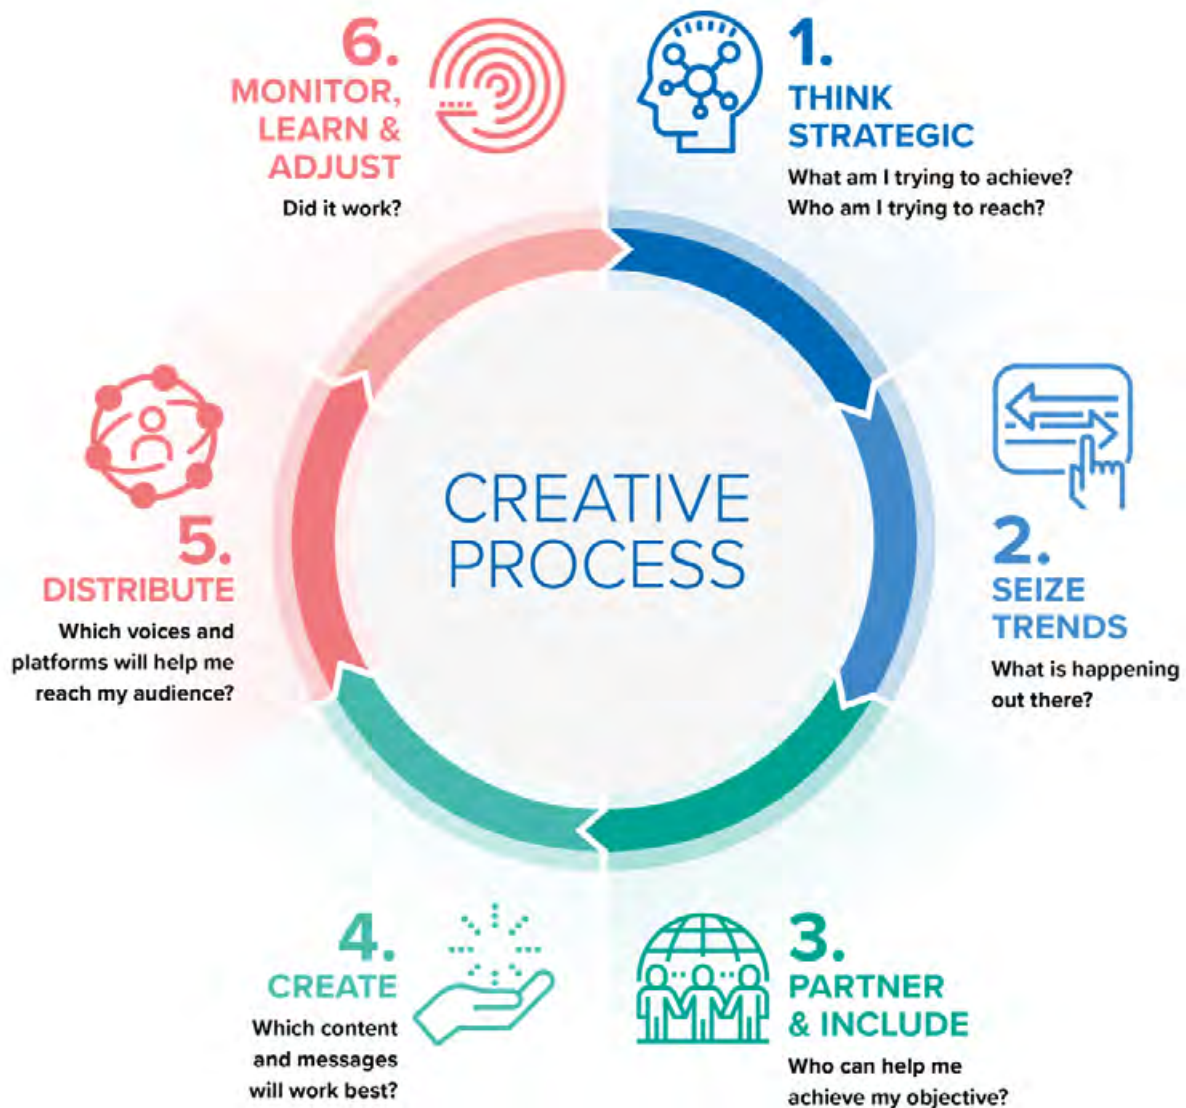 CREATIVE
PROCESS
1.
THINK
STRATEGIC
What am I trying to achieve?
Who am I trying to reach?
2.
SEIZE
TRENDS
What is happening
out there?
3.
PARTNER
& INCLUDE
Who can help me
achieve my objective?
4.
CREATE
Which content
and messages
will work best?
5.
DISTRIBUTE
Which voices and
platforms will help me
reach my audience?
6.
MONITOR,
LEARN &
ADJUST
Did it work?